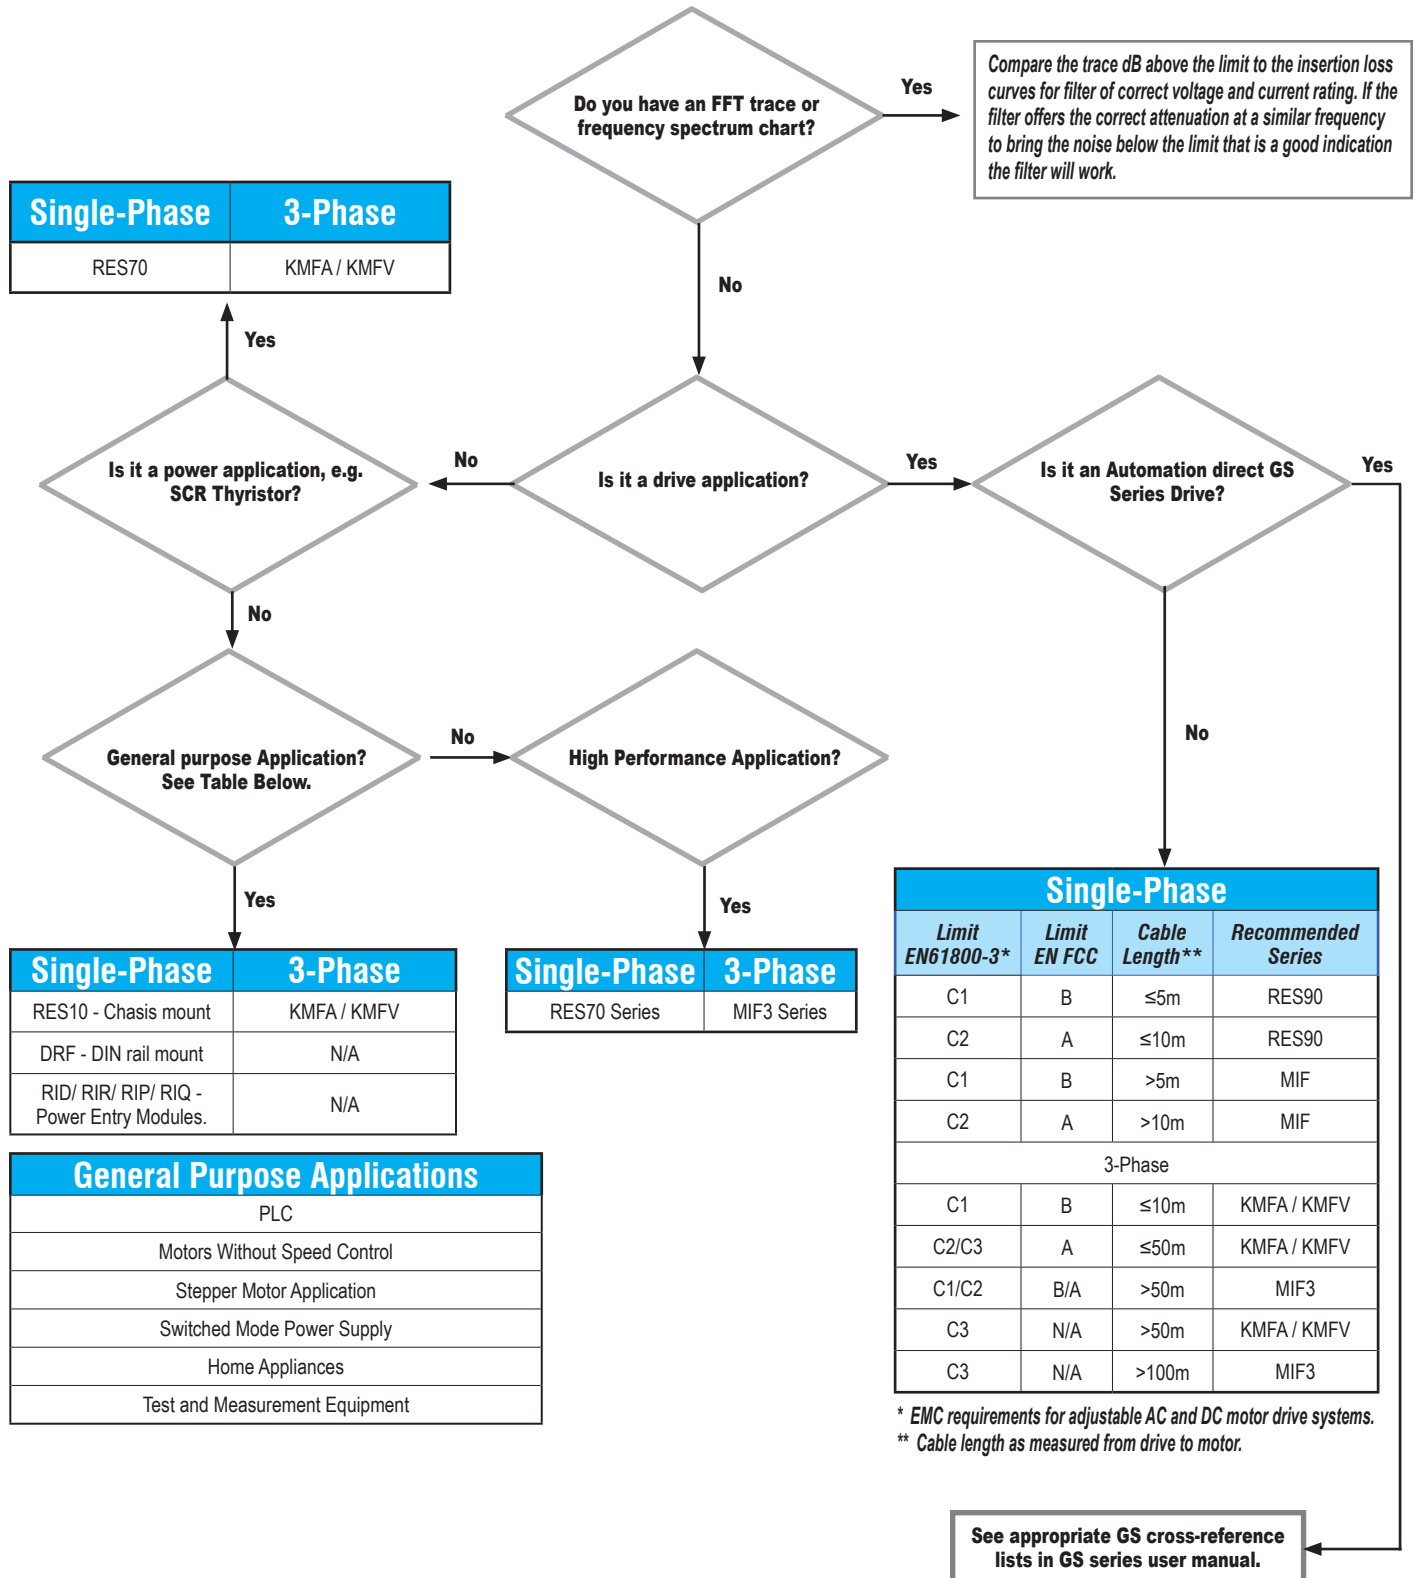 Do you have an FFT trace or
frequency spectrum chart?
Yes
Compare the trace dB above the limit to the insertion loss
curves for filter of correct voltage and current rating. If the
filter offers the correct attenuation at a similar frequency
to bring the noise below the limit that is a good indication
the filter will work.
No
Single-Phase 3-Phase
RES70 KMFA / KMFV
Yes
Is it a power application, e.g.
SCR Thyristor?
No
Is it a drive application?
Yes
Is it an Automation direct GS
Series Drive?
Yes
No
General purpose Application?
See Table Below.
No
High Performance Application?
No
Yes
Yes
Single-Phase 3-Phase
RES10 - Chasis mount KMFA / KMFV
DRF - DIN rail mount N/A
RID/ RIR/ RIP/ RIQ -
Power Entry Modules.
N/A
Single-Phase 3-Phase
RES70 Series MIF3 Series
General Purpose Applications
PLC
Motors Without Speed Control
Stepper Motor Application
Switched Mode Power Supply
Home Appliances
Test and Measurement Equipment
Single-Phase
Limit
EN61800-3*
Limit
EN FCC
Cable
Length**
Recommended
Series
C1 B ≤5m RES90
C2 A ≤10m RES90
C1 B >5m MIF
C2 A >10m MIF
3-Phase
C1 B ≤10m KMFA / KMFV
C2/C3 A ≤50m KMFA / KMFV
C1/C2 B/A >50m MIF3
C3 N/A >50m KMFA / KMFV
C3 N/A >100m MIF3
* EMC requirements for adjustable AC and DC motor drive systems.
** Cable length as measured from drive to motor.
See appropriate GS cross-reference
lists in GS series user manual.